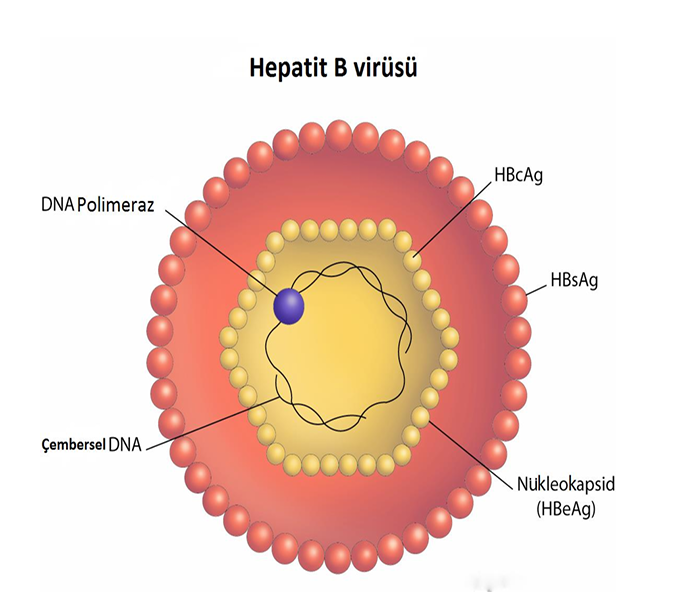 Hepatit B virüsü
HBcAg
DNA Polimeraz
HBsAg
Çembersel DNA
Nükleokapsid
(HBeAg)